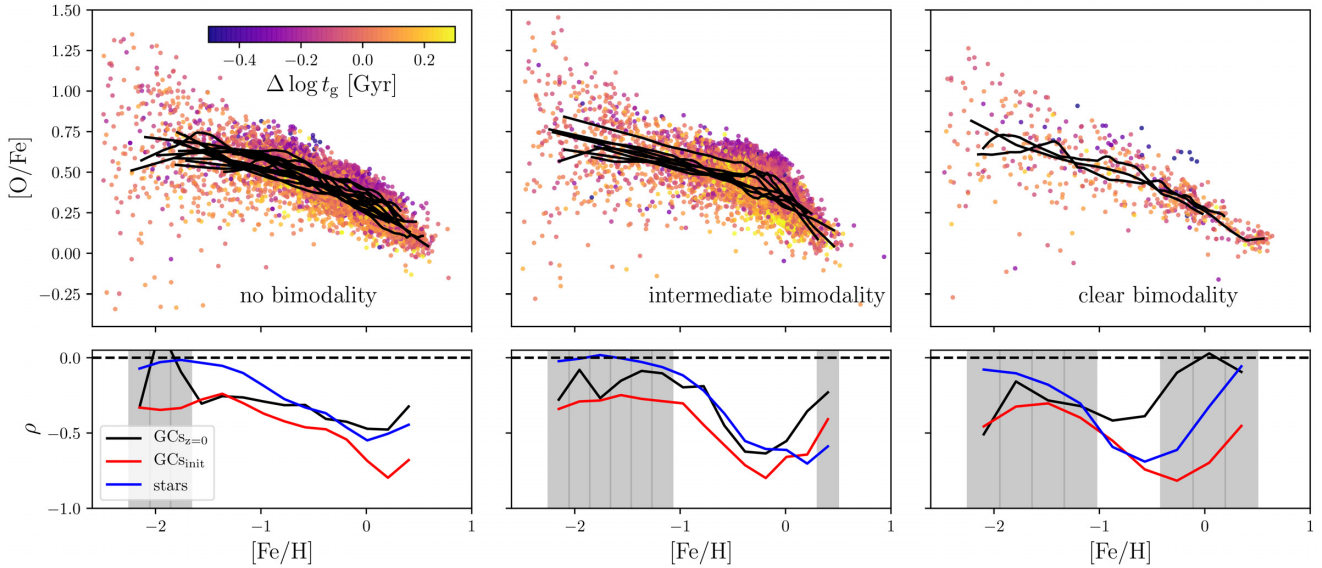 1.50
1.25
1.00
0.75
0.50
0.25
0.00
−0.25
[O/Fe]
−0.4 −0.2 0.0 0.2
Δ log t_g [Gyr]
no bimodality
intermediate bimodality
clear bimodality
0.0
−0.5
−1.0
ρ
GCs_z=0
GCs_init
stars
−2 −1 0 1
−2 −1 0 1
−2 −1 0 1
[Fe/H]
[Fe/H]
[Fe/H]